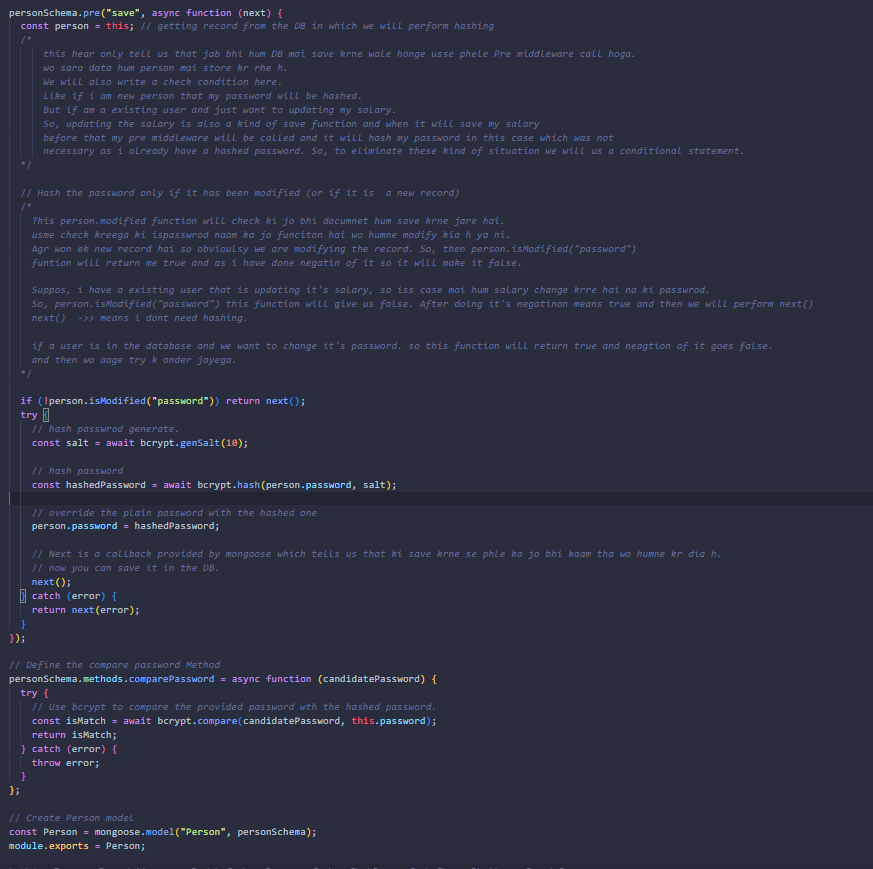 personSchema.pre("save", async function (next) {
const person = this; // getting record from the DB in which we will perform hashing
/*
this hear only tell us that jab bhi hum DB mai save krne wale honge usse phele Pre middleware call hoga.
wo sara data hum person mai store kr rhe h.
We will also write a check condition here.
Like if i am new person that my password will be hashed.
But if am a existing user and just want to updating my salary.
So, updating the salary is also a kind of save function and when it will save my salary
before that my pre middleware will be called and it will hash my password in this case which was not
necessary as i already have a hashed password. So, to eliminate these kind of situation we will us a conditional statement.
*/
// Hash the password only if it has been modified (or if it is  a new record)
/*
This person.modified function will check ki jo bhi documnet hum save krne jare hai.
usme check kreega ki ispasswrod naam ka jo funciton hai wo humne modify kia h ya ni.
Agr won ek new record hai so obvioulsy we are modifying the record. So, then person.isModified("password")
funtion will return me true and as i have done negatin of it so it will make it false.
Suppos, i have a existing user that is updating it's salary, so iss case mai hum salary change krre hai na ki passwrod.
So, person.isModified("password") this function will give us false. After doing it's negatinon means true and then we will perform next()
next()  ->> means i dont need hashing.
if a user is in the database and we want to change it's password. so this function will return true and neagtion of it goes false.
and then wo aage try k ander jayega.
*/
if (!person.isModified("password")) return next();
try {
// hash passwrod generate.
const salt = await bcrypt.genSalt(10);
// hash password
const hashedPassword = await bcrypt.hash(person.password, salt);
// override the plain password with the hashed one
person.password = hashedPassword;
// Next is a callback provided by mongoose which tells us that ki save krne se phle ka jo bhi kaam tha wo humne kr dia h.
// now you can save it in the DB.
next();
} catch (error) {
return next(error);
}
});
// Define the compare password Method
personSchema.methods.comparePassword = async function (candidatePassword) {
try {
// Use bcrypt to compare the provided password wth the hashed password.
const isMatch = await bcrypt.compare(candidatePassword, this.password);
return isMatch;
} catch (error) {
throw error;
}
};
// Create Person model
const Person = mongoose.model("Person", personSchema);
module.exports = Person;